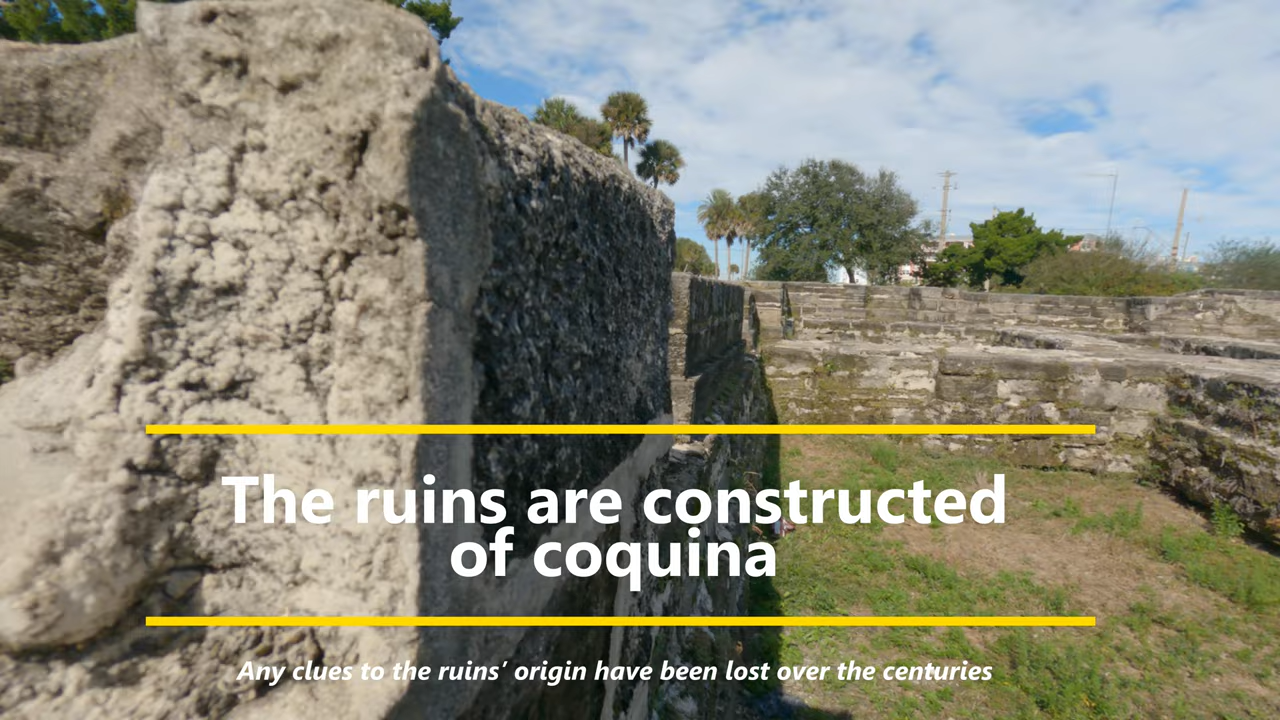 The ruins are constructed
of coquina
Any clues to the ruins’ origin have been lost over the centuries